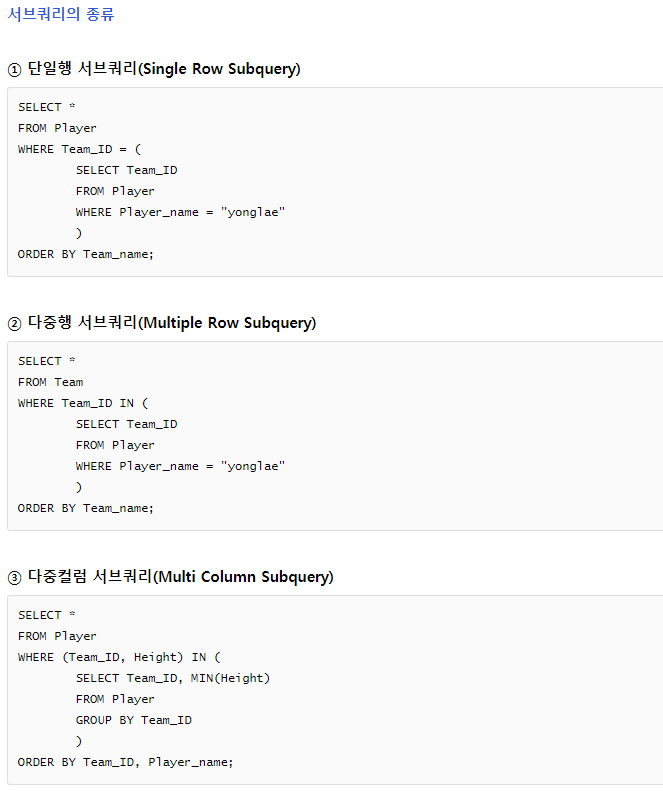 서브쿼리의 종류
① 단일행 서브쿼리(Single Row Subquery)
SELECT *
FROM Player
WHERE Team_ID = (
SELECT Team_ID
FROM Player
WHERE Player_name = "yonglae"
)
ORDER BY Team_name;
② 다중행 서브쿼리(Multiple Row Subquery)
SELECT *
FROM Team
WHERE Team_ID IN (
SELECT Team_ID
FROM Player
WHERE Player_name = "yonglae"
)
ORDER BY Team_name;
③ 다중컬럼 서브쿼리(Multi Column Subquery)
SELECT *
FROM Player
WHERE (Team_ID, Height) IN (
SELECT Team_ID, MIN(Height)
FROM Player
GROUP BY Team_ID
)
ORDER BY Team_ID, Player_name;